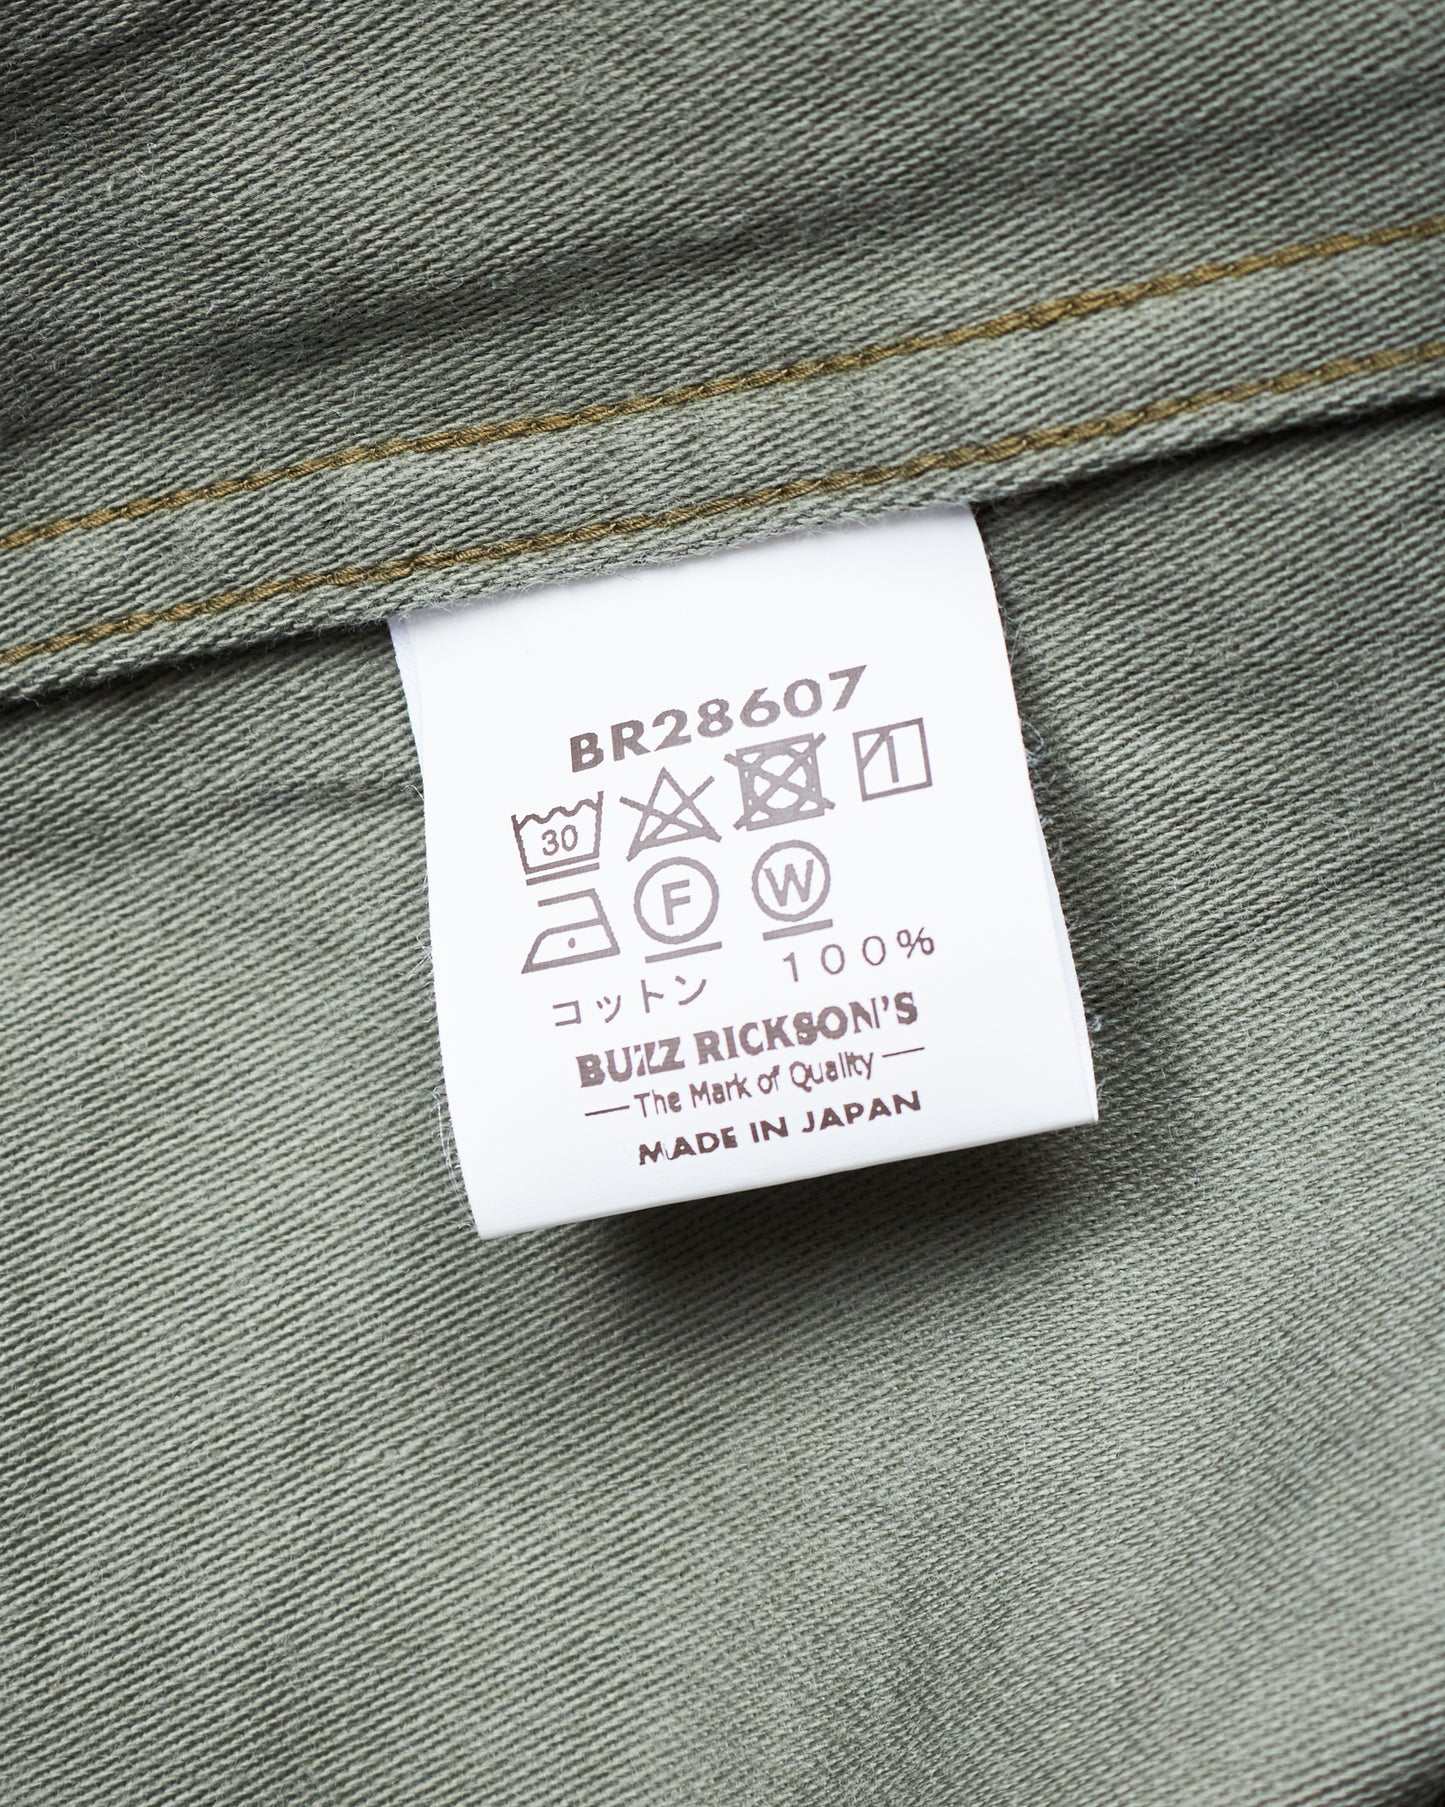 BR28607
30
F W
コットン 100%
BUZZ RICKSON'S
—The Mark of Quality—
MADE IN JAPAN